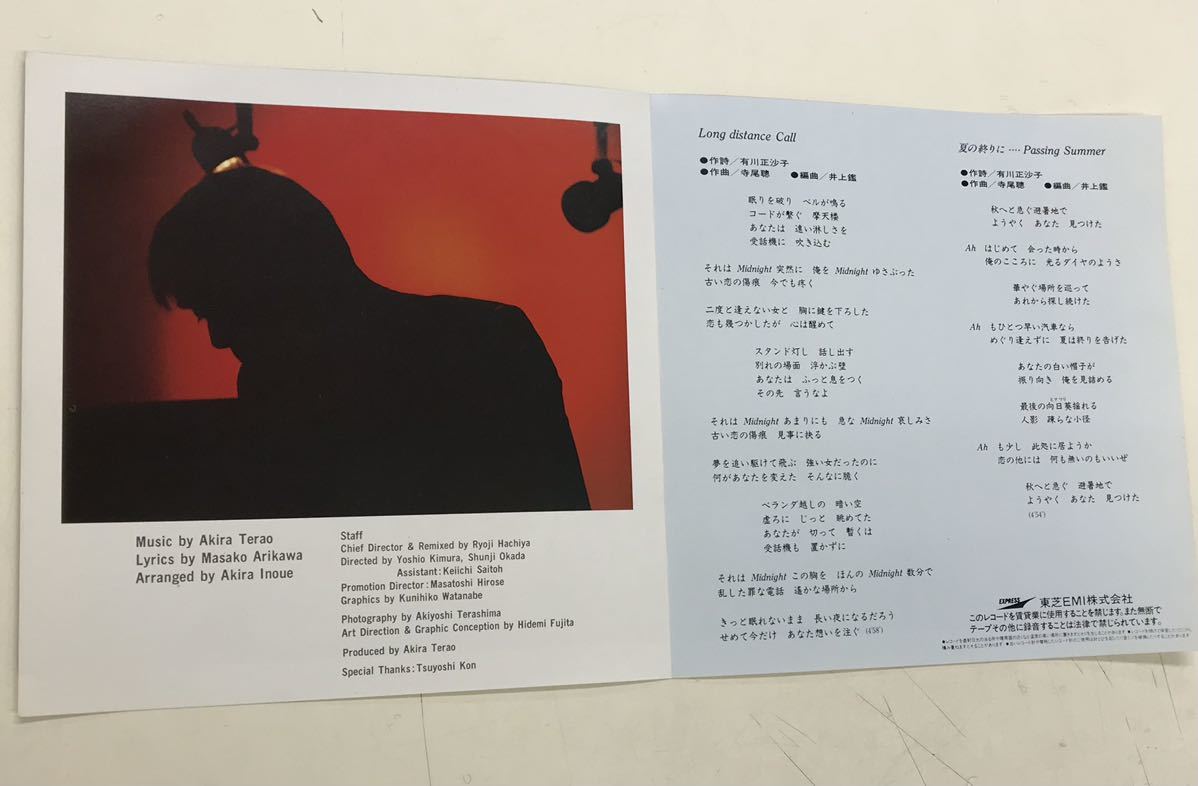 Music by Akira Terao
Lyrics by Masako Arikawa
Arranged by Akira Inoue
Staff
Chief Director & Remixed by Ryoji Hachiya
Directed by Yoshio Kimura, Shunji Okada
Assistant:Keiichi Saitoh
Promotion Director:Masatoshi Hirose
Graphics by Kunihiko Watanabe
Photography by Akiyoshi Terashima
Art Direction & Graphic Conception by Hidemi Fujita
Produced by Akira Terao
Special Thanks:Tsuyoshi Kon
Long distance Call
●作詩/有川正沙子
●作曲/寺尾聰 ●編曲/井上鑑
眠りを破り ベルが鳴る
コードが繋ぐ 摩天楼
あなたは 遠い淋しさを
受話機に 吹き込む
それは Midnight 突然に 俺を Midnight ゆさぶった
古い恋の傷痕 今でも疼く
二度と逢えない女と 胸に鍵を下ろした
恋も幾つかしたが 心は醒めて
スタンド灯し 話し出す
別れの場面 浮かぶ壁
あなたは ふっと息をつく
その先 言うなよ
それは Midnight あまりにも 急な Midnight 哀しみさ
古い恋の傷痕 見事に抉る
夢を追い駆けて飛ぶ 強い女だったのに
何があなたを変えた そんなに脆く
ベランダ越しの 暗い空
虚ろに じっと 眺めてた
あなたが 切って 暫くは
受話機も 置かずに
それは Midnight この胸を ほんの Midnight 数分で
乱した罪な電話 遥かな場所から
きっと眠れないまま 長い夜になるだろう
せめて今だけ あなた想いを注ぐ (4'58")
夏の終りに ‥‥ Passing Summer
●作詩/有川正沙子
●作曲/寺尾聰 ●編曲/井上鑑
秋へと急ぐ避暑地で
ようやく あなた 見つけた
Ah はじめて 会った時から
俺のこころに 光るダイヤのようさ
華やぐ場所を巡って
あれから探し続けた
Ah もひとつ早い汽車なら
めぐり逢えずに 夏は終りを告げた
あなたの白い帽子が
振り向き 俺を見詰める
最後の向日葵揺れる
人影 疎らな小径
Ah も少し 此処に居ようか
恋の他には 何も無いのもいいぜ
秋へと急ぐ 避暑地で
ようやく あなた 見つけた
(4'54")
EXPRESS 東芝EMI株式会社
このレコードを賃貸業に使用することを禁じます。また無断で
テープその他に録音することは法律で禁じられています。